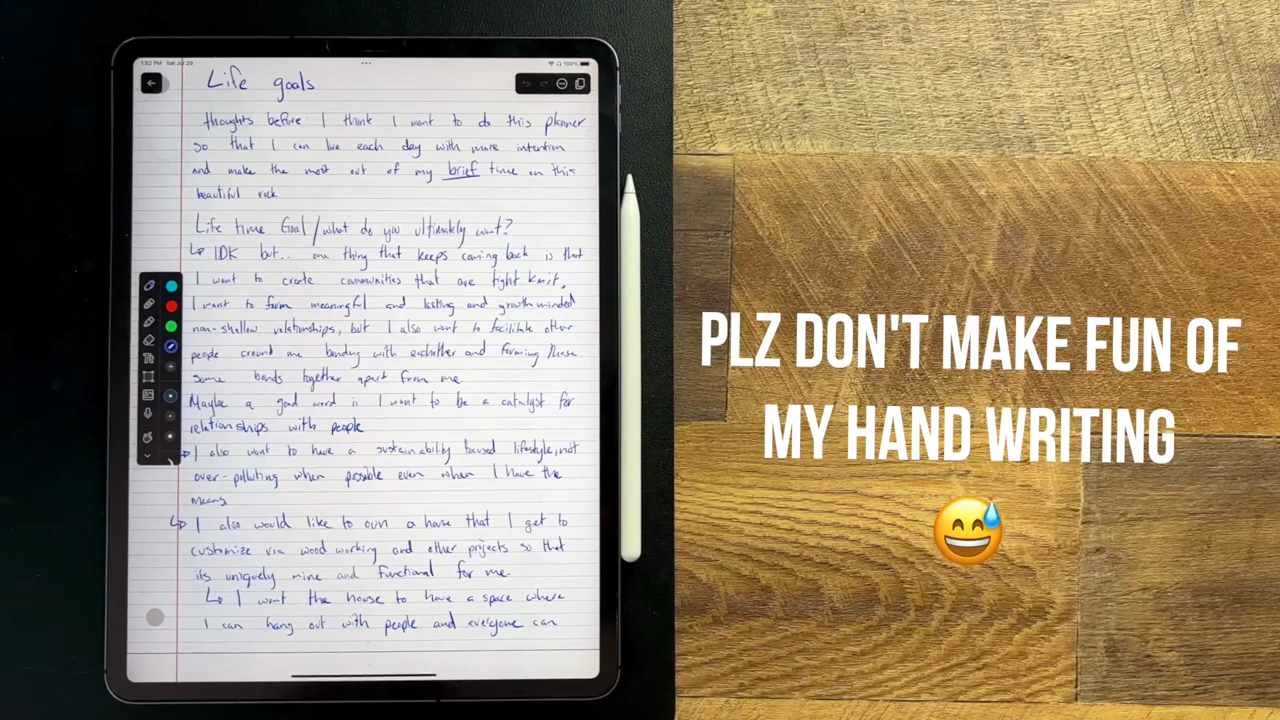 1:52 PM Sat Jul 29
100%
Life goals
thoughts before: I think I want to do this planner
so that I can live each day with more intention
and make the most out of my brief time on this
beautiful rock
Life time Goal/what do you ultimately want?
↳ IDK but.. one thing that keeps coming back is that
I want to create communities that are tight knit,
I want to form meaningful and lasting and growth minded
non-shallow relationships, but I also want to facilitate other
people around me bonding with eachother and forming these
same bonds together apart from me.
Maybe a good word is I want to be a catalyst for
relationships with people
I also want to have a sustainability focused lifestyle, not
over-polluting when possible even when I have the
means
↳ I also would like to own a house that I get to
customize via wood working and other projects so that
its uniquely mine and functional for me.
↳ I want the house to have a space where
I can hang out with people and everyone can
PLZ DON'T MAKE FUN OF
MY HAND WRITING
😅